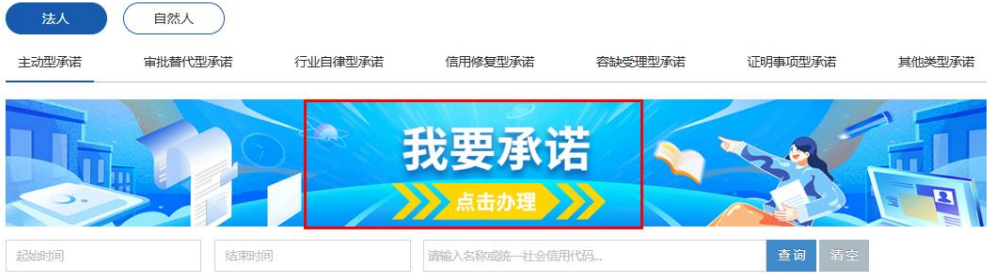 法人 自然人
主动型承诺 审批替代型承诺 行业自律型承诺 信用修复型承诺 容缺受理型承诺 证明事项型承诺 其他类型承诺
我要承诺
点击办理
起始时间 结束时间 请输入名称或统一社会信用代码... 查询 清空